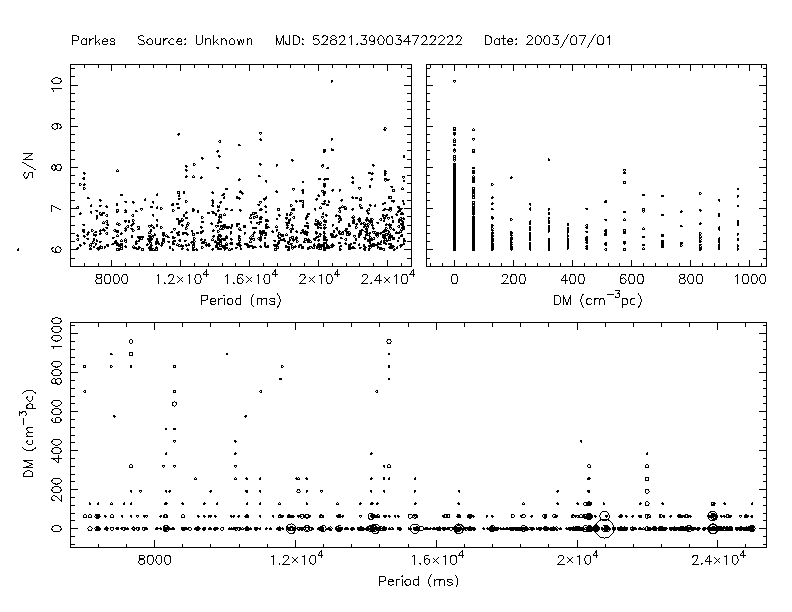 Parkes Source: Unknown MJD: 52821.390034722222 Date: 2003/07/01
10
9
8
7
6
S/N
8000 1.2×10⁴ 1.6×10⁴ 2×10⁴ 2.4×10⁴
Period (ms)
0 200 400 600 800 1000
DM (cm⁻³pc)
1000
800
600
400
200
0
DM (cm⁻³pc)
8000 1.2×10⁴ 1.6×10⁴ 2×10⁴ 2.4×10⁴
Period (ms)